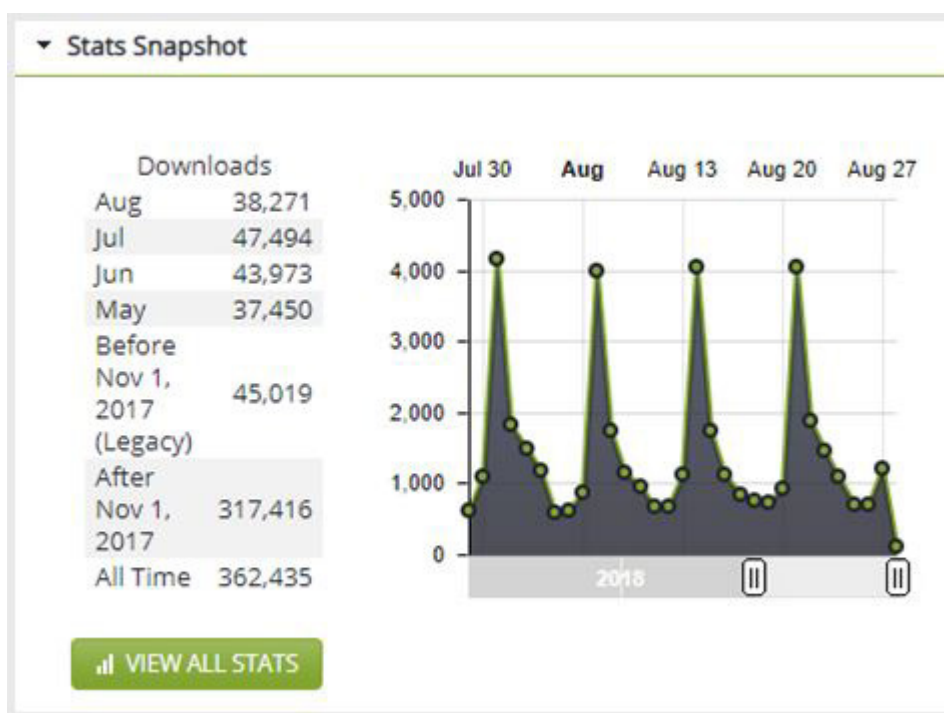 Stats Snapshot
Downloads
Aug 38,271
Jul 47,494
Jun 43,973
May 37,450
Before
Nov 1,
2017 45,019
(Legacy)
After
Nov 1, 317,416
2017
All Time 362,435
VIEW ALL STATS
Jul 30 Aug Aug 13 Aug 20 Aug 27
5,000
4,000
3,000
2,000
1,000
0
2018